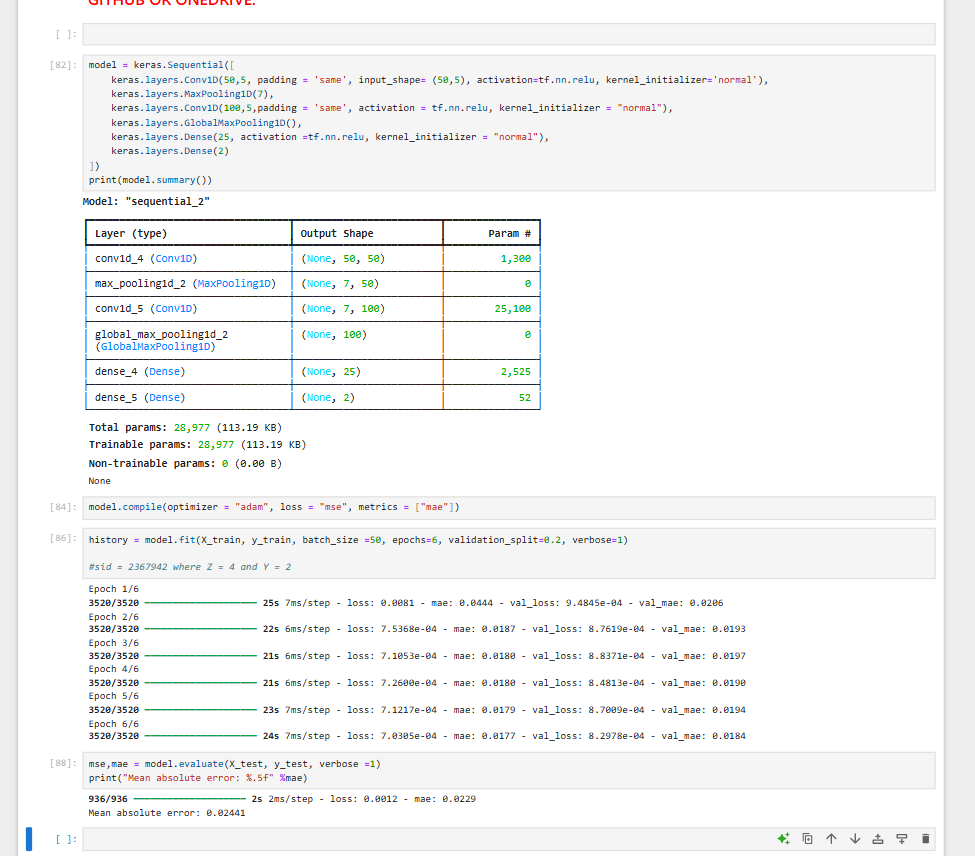 GITHUB OR ONEDRIVE.
[ ]:
[82]:
model = keras.Sequential([
keras.layers.Conv1D(50,5, padding = 'same', input_shape= (50,5), activation=tf.nn.relu, kernel_initializer='normal'),
keras.layers.MaxPooling1D(7),
keras.layers.Conv1D(100,5,padding = 'same', activation = tf.nn.relu, kernel_initializer = "normal"),
keras.layers.GlobalMaxPooling1D(),
keras.layers.Dense(25, activation =tf.nn.relu, kernel_initializer = "normal"),
keras.layers.Dense(2)
])
print(model.summary())
Model: "sequential_2"
Layer (type) Output Shape Param #
conv1d_4 (Conv1D) (None, 50, 50) 1,300
max_pooling1d_2 (MaxPooling1D) (None, 7, 50) 0
conv1d_5 (Conv1D) (None, 7, 100) 25,100
global_max_pooling1d_2 (None, 100) 0
(GlobalMaxPooling1D)
dense_4 (Dense) (None, 25) 2,525
dense_5 (Dense) (None, 2) 52
Total params: 28,977 (113.19 KB)
Trainable params: 28,977 (113.19 KB)
Non-trainable params: 0 (0.00 B)
None
[84]: model.compile(optimizer = "adam", loss = "mse", metrics = ["mae"])
[86]: history = model.fit(X_train, y_train, batch_size =50, epochs=6, validation_split=0.2, verbose=1)
#sid = 2367942 where Z = 4 and Y = 2
Epoch 1/6
3520/3520 25s 7ms/step - loss: 0.0081 - mae: 0.0444 - val_loss: 9.4845e-04 - val_mae: 0.0206
Epoch 2/6
3520/3520 22s 6ms/step - loss: 7.5368e-04 - mae: 0.0187 - val_loss: 8.7619e-04 - val_mae: 0.0193
Epoch 3/6
3520/3520 21s 6ms/step - loss: 7.1053e-04 - mae: 0.0180 - val_loss: 8.8371e-04 - val_mae: 0.0197
Epoch 4/6
3520/3520 21s 6ms/step - loss: 7.2600e-04 - mae: 0.0180 - val_loss: 8.4813e-04 - val_mae: 0.0190
Epoch 5/6
3520/3520 23s 7ms/step - loss: 7.1217e-04 - mae: 0.0179 - val_loss: 8.7009e-04 - val_mae: 0.0194
Epoch 6/6
3520/3520 24s 7ms/step - loss: 7.0305e-04 - mae: 0.0177 - val_loss: 8.2978e-04 - val_mae: 0.0184
[88]: mse,mae = model.evaluate(X_test, y_test, verbose =1)
print("Mean absolute error: %.5f" %mae)
936/936 2s 2ms/step - loss: 0.0012 - mae: 0.0229
Mean absolute error: 0.02441
[ ]: